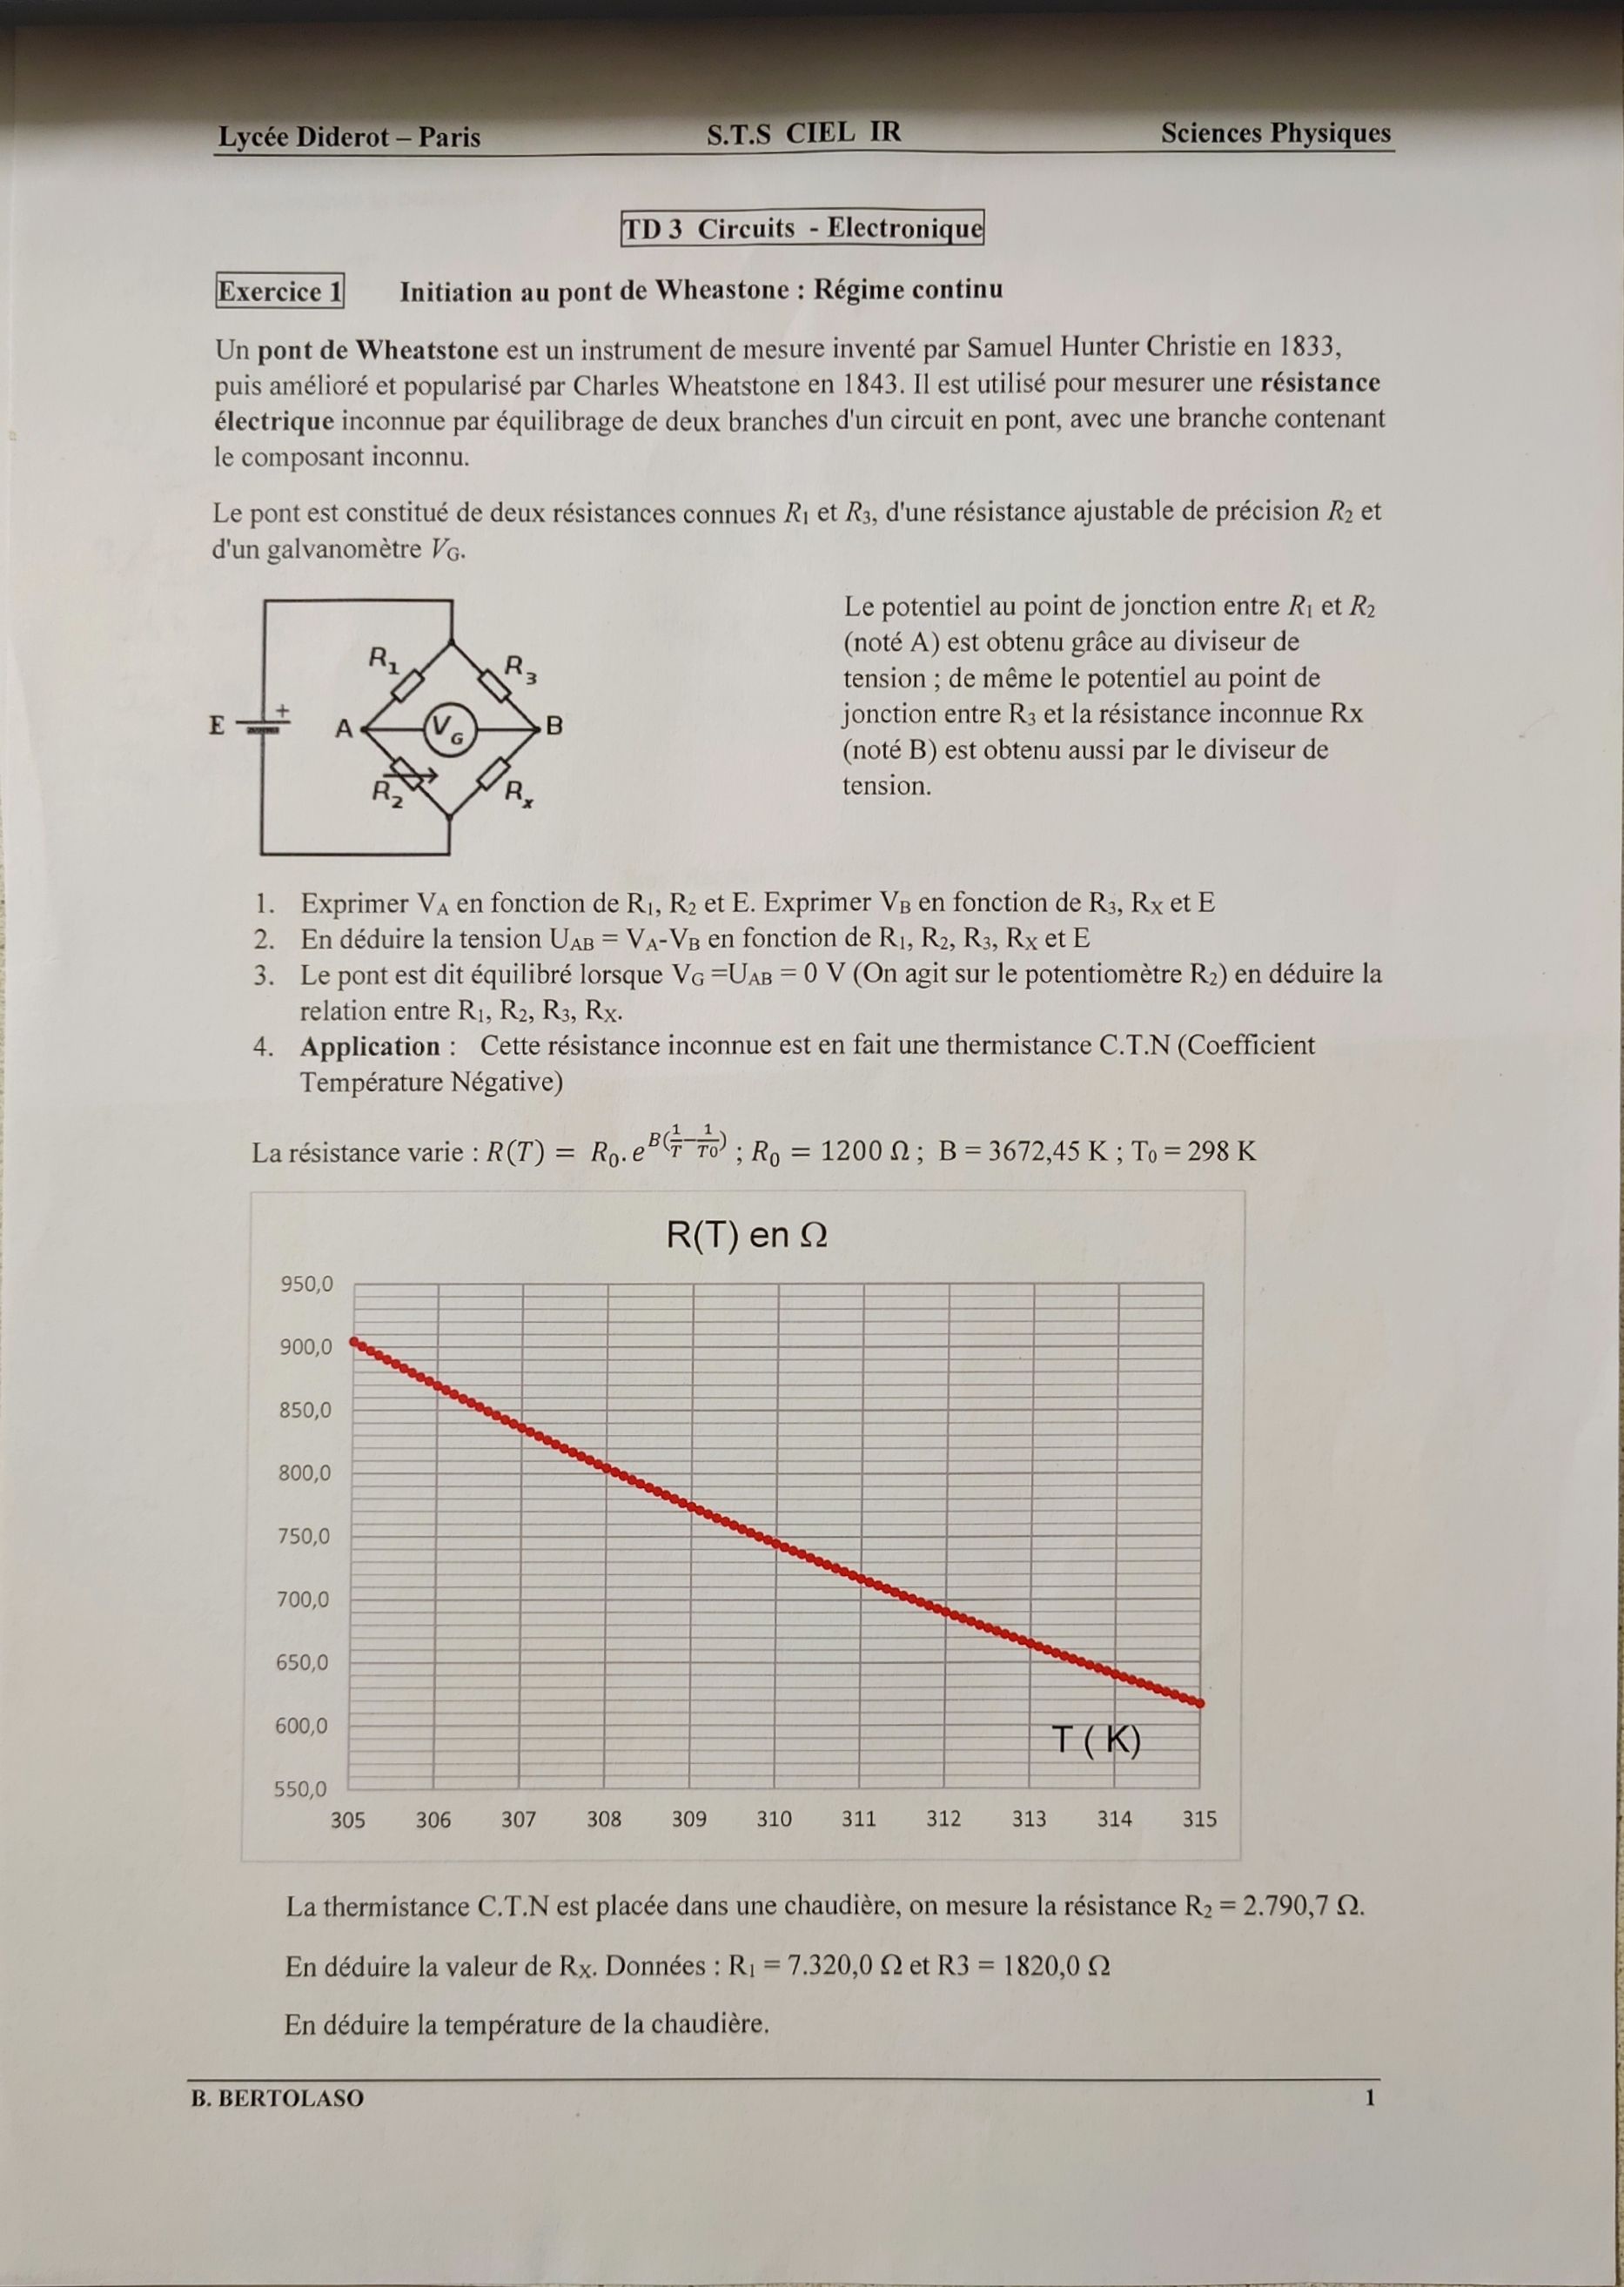 Lycée Diderot – Paris S.T.S CIEL IR Sciences Physiques
TD 3 Circuits - Electronique
Exercice 1 Initiation au pont de Wheastone : Régime continu
Un pont de Wheatstone est un instrument de mesure inventé par Samuel Hunter Christie en 1833,
puis amélioré et popularisé par Charles Wheatstone en 1843. Il est utilisé pour mesurer une résistance
électrique inconnue par équilibrage de deux branches d'un circuit en pont, avec une branche contenant
le composant inconnu.
Le pont est constitué de deux résistances connues R1 et R3, d'une résistance ajustable de précision R2 et
d'un galvanomètre VG.
R1
R3
E
+
A
VG
B
R2
Rx
Le potentiel au point de jonction entre R1 et R2
(noté A) est obtenu grâce au diviseur de
tension ; de même le potentiel au point de
jonction entre R3 et la résistance inconnue Rx
(noté B) est obtenu aussi par le diviseur de
tension.
1. Exprimer VA en fonction de R1, R2 et E. Exprimer VB en fonction de R3, RX et E
2. En déduire la tension UAB = VA-VB en fonction de R1, R2, R3, RX et E
3. Le pont est dit équilibré lorsque VG =UAB = 0 V (On agit sur le potentiomètre R2) en déduire la
relation entre R1, R2, R3, RX.
4. Application : Cette résistance inconnue est en fait une thermistance C.T.N (Coefficient
Température Négative)
La résistance varie : R(T) = R0. e^B(1/T − 1/T0) ; R0 = 1200 Ω ; B = 3672,45 K ; T0 = 298 K
R(T) en Ω
950,0
900,0
850,0
800,0
750,0
700,0
650,0
600,0
550,0
T ( K)
305 306 307 308 309 310 311 312 313 314 315
La thermistance C.T.N est placée dans une chaudière, on mesure la résistance R2 = 2.790,7 Ω.
En déduire la valeur de RX. Données : R1 = 7.320,0 Ω et R3 = 1820,0 Ω
En déduire la température de la chaudière.
B. BERTOLASO 1